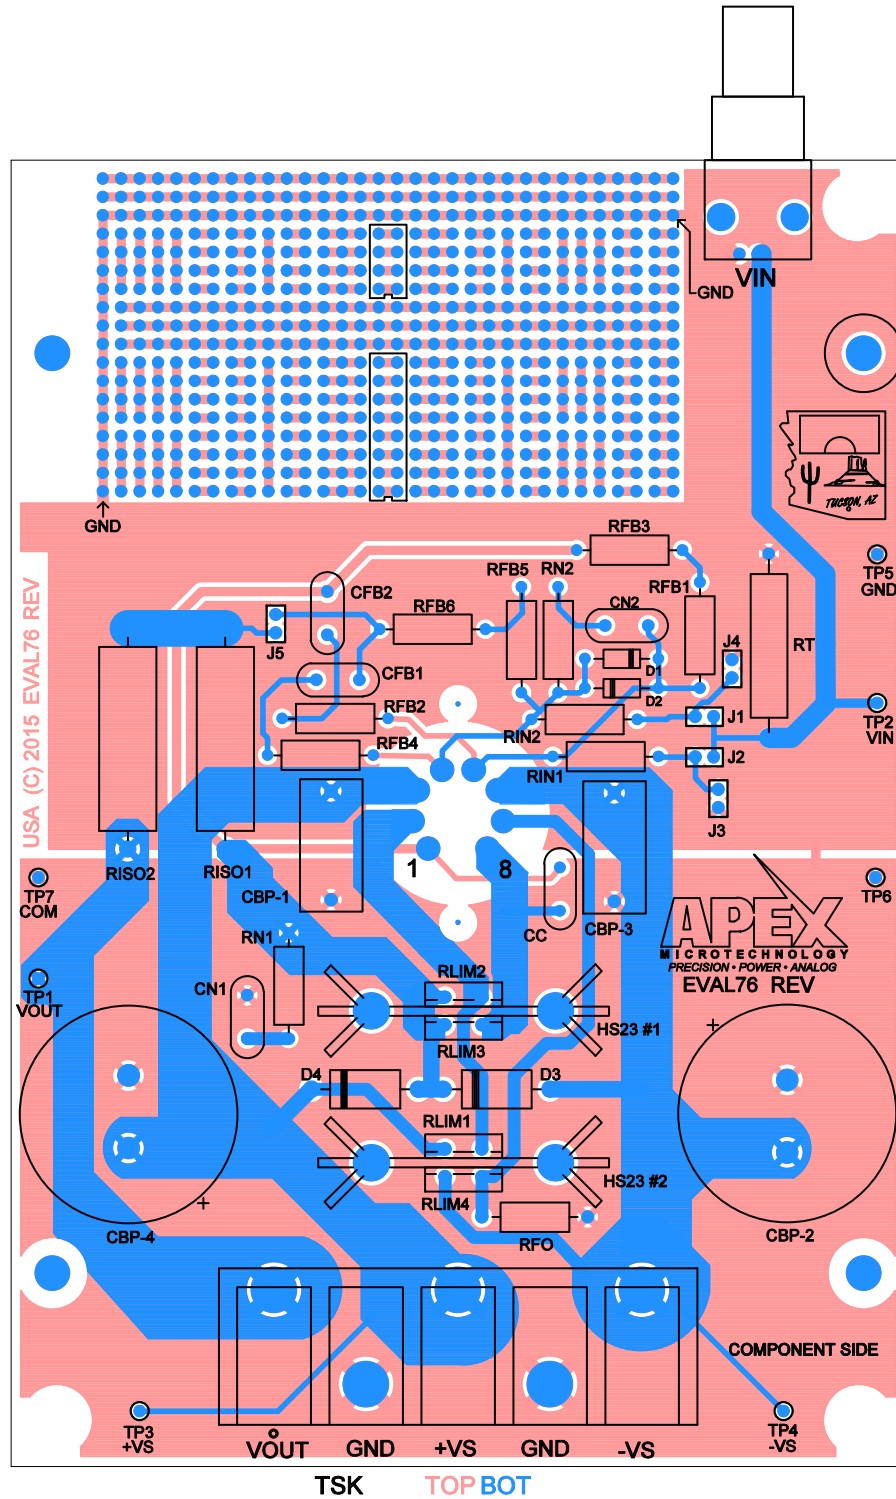 VIN
GND
TUCSON, AZ
GND
RFB3
TP5
GND
RFB5
RN2
RFB1
CFB2
RFB6
CN2
J4
RT
J5
D1
CFB1
D2
RFB2
J1
TP2
VIN
RIN2
RFB4
J2
RIN1
J3
USA (C) 2015 EVAL76 REV
1
8
RISO2
RISO1
CBP-1
TP7
COM
TP6
CBP-3
CC
RN1
APEX
MICROTECHNOLOGY
PRECISION • POWER • ANALOG
EVAL76 REV
RLIM2
CN1
TP1
VOUT
HS23 #1
RLIM3
D4
D3
RLIM1
HS23 #2
RLIM4
CBP-4
RFO
CBP-2
COMPONENT SIDE
TP3
+VS
TP4
-VS
VOUT GND +VS GND -VS
TSK TOP BOT